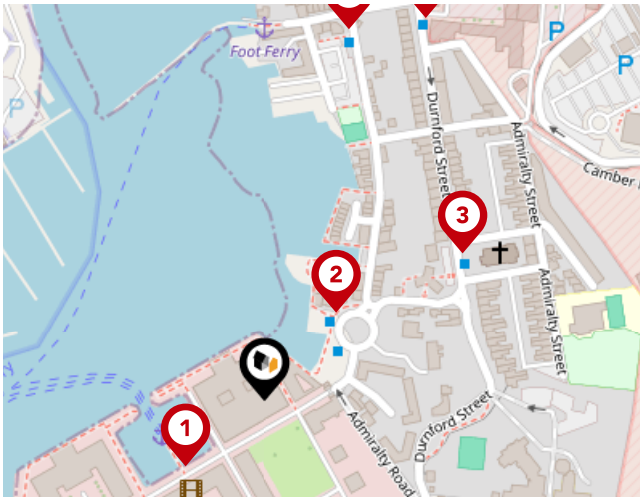 Foot Ferry
P
P
P
Durnford Street
Admiralty Street
Camber
3
2
Admiralty Street
1
Durnford Street
Admiralty Road